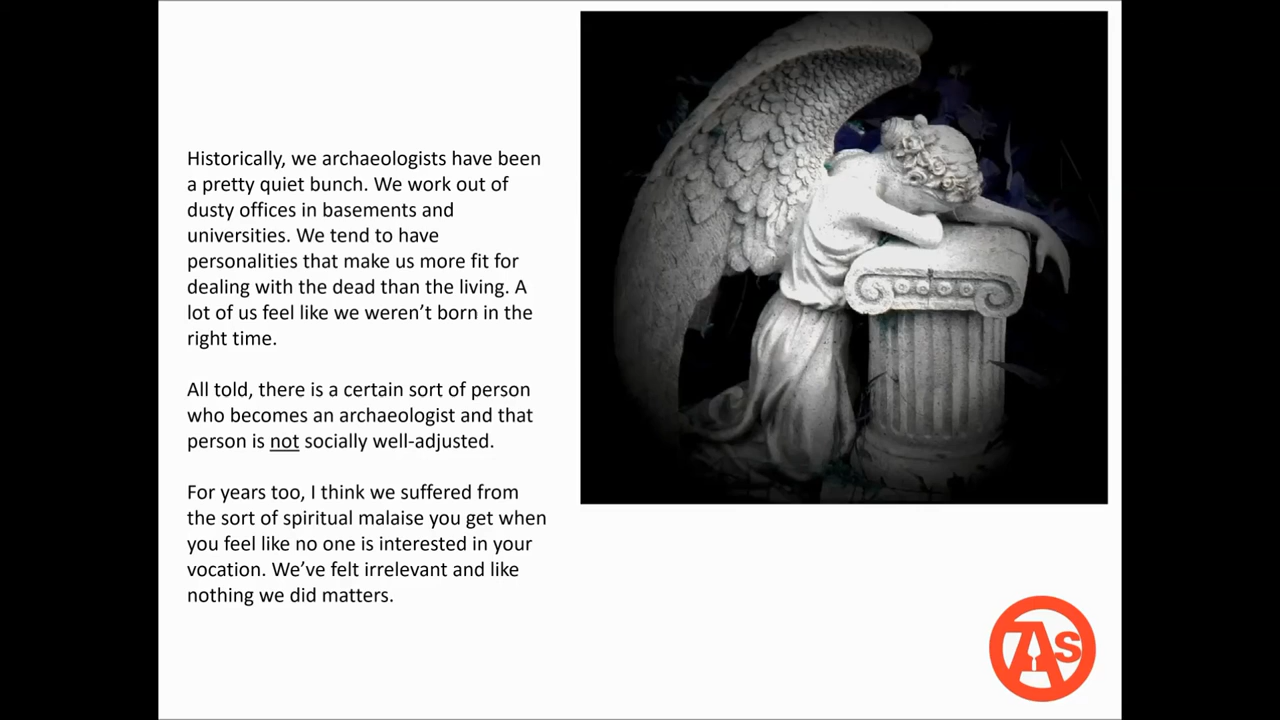 Historically, we archaeologists have been
a pretty quiet bunch. We work out of
dusty offices in basements and
universities. We tend to have
personalities that make us more fit for
dealing with the dead than the living. A
lot of us feel like we weren’t born in the
right time.
All told, there is a certain sort of person
who becomes an archaeologist and that
person is not socially well-adjusted.
For years too, I think we suffered from
the sort of spiritual malaise you get when
you feel like no one is interested in your
vocation. We’ve felt irrelevant and like
nothing we did matters.
7As